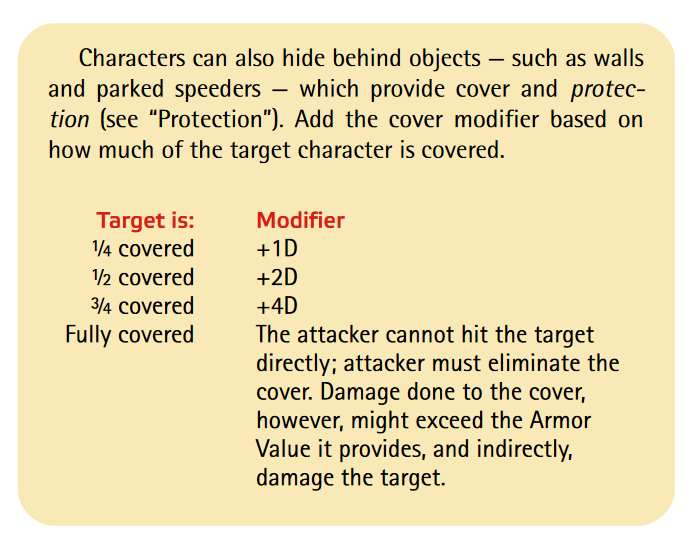 Characters can also hide behind objects — such as walls
and parked speeders — which provide cover and protec-
tion (see “Protection”). Add the cover modifier based on
how much of the target character is covered.
Target is: Modifier
¼ covered +1D
½ covered +2D
¾ covered +4D
Fully covered The attacker cannot hit the target
directly; attacker must eliminate the
cover. Damage done to the cover,
however, might exceed the Armor
Value it provides, and indirectly,
damage the target.